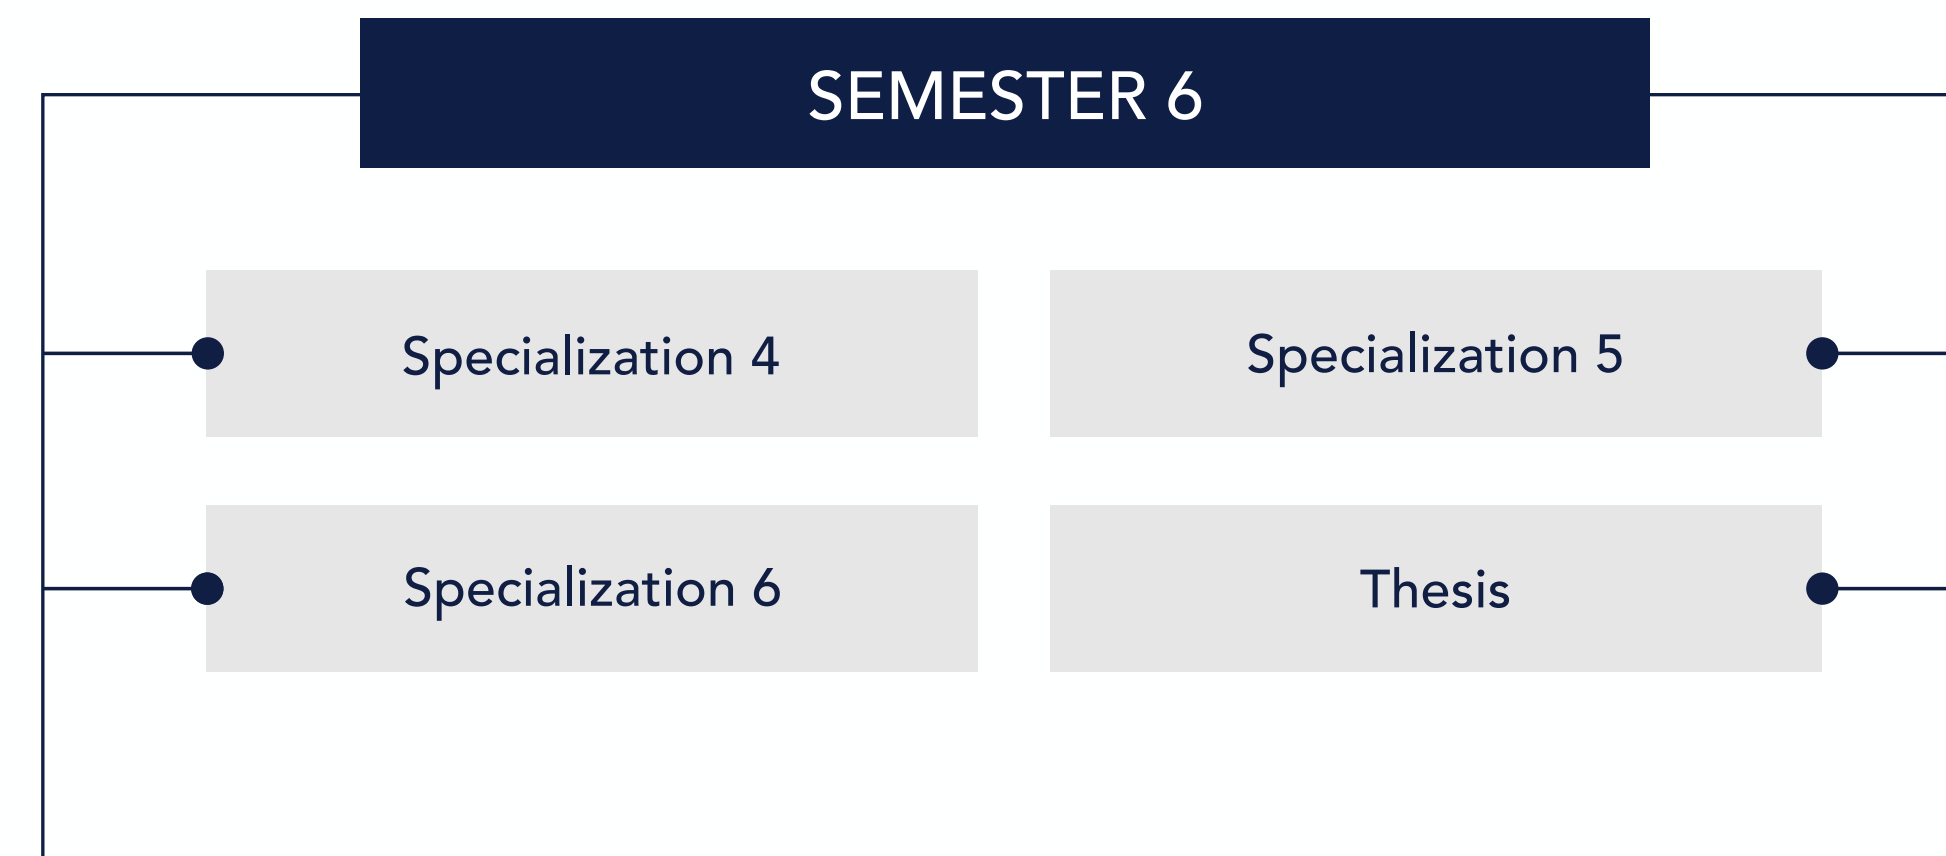 SEMESTER 6
Specialization 4
Specialization 5
Specialization 6
Thesis